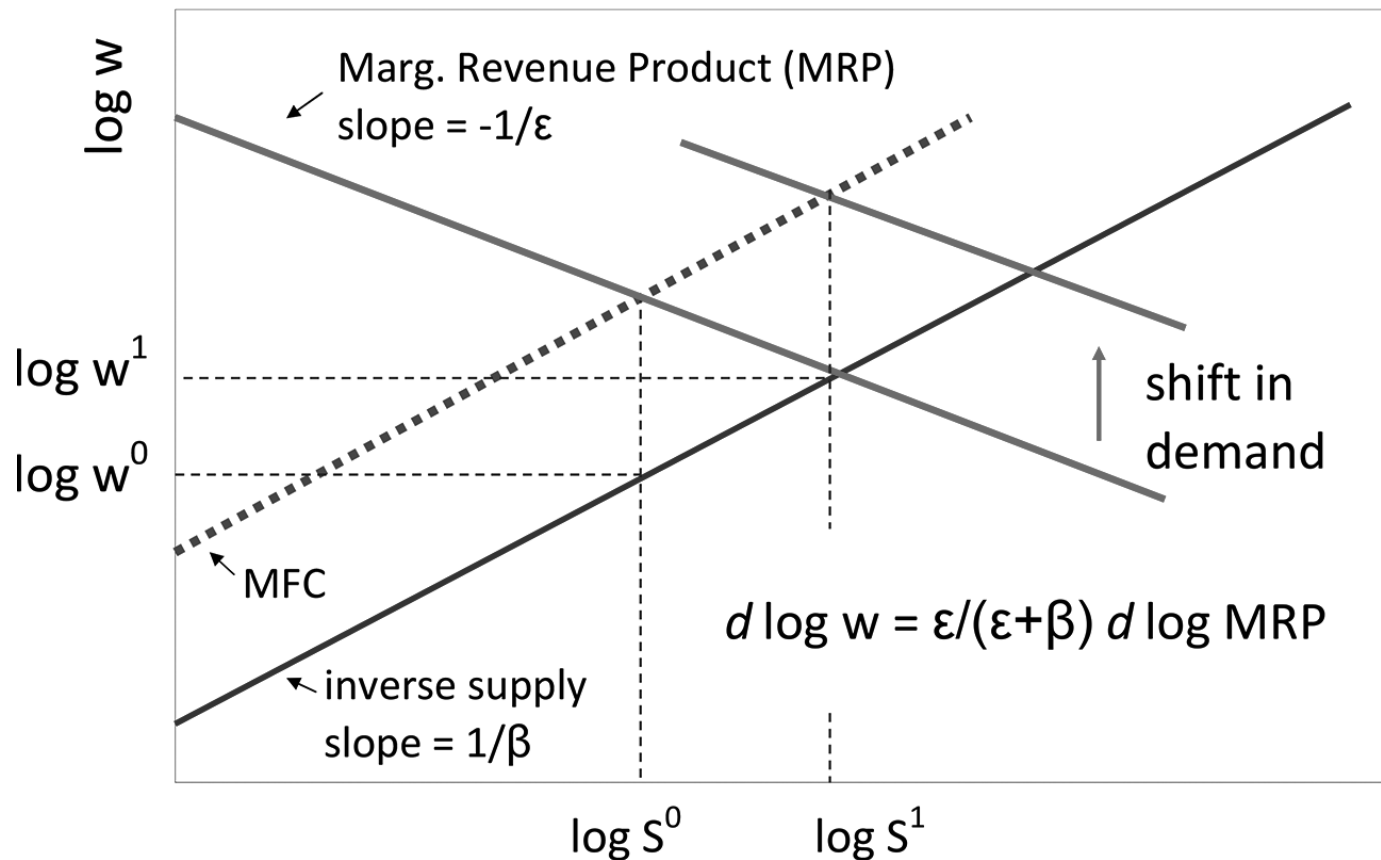 log w
Marg. Revenue Product (MRP)
slope = -1/ε
log w¹
log w⁰
shift in
demand
MFC
d log w = ε/(ε+β) d log MRP
inverse supply
slope = 1/β
log S⁰
log S¹